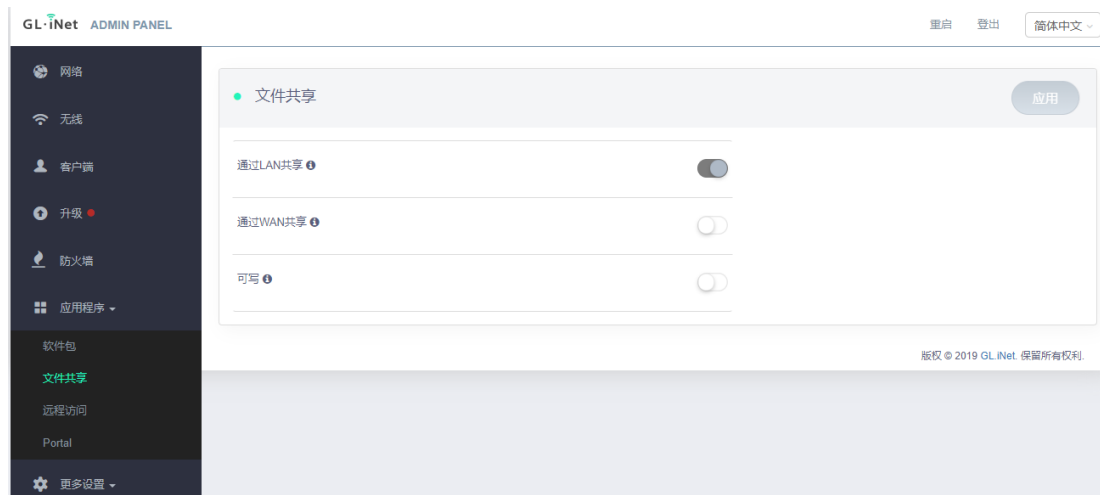 GL·iNet ADMIN PANEL
重启 登出 简体中文
网络
无线
客户端
升级
防火墙
应用程序
软件包
文件共享
远程访问
Portal
更多设置
文件共享
应用
通过LAN共享
通过WAN共享
可写
版权 © 2019 GL.iNet. 保留所有权利.